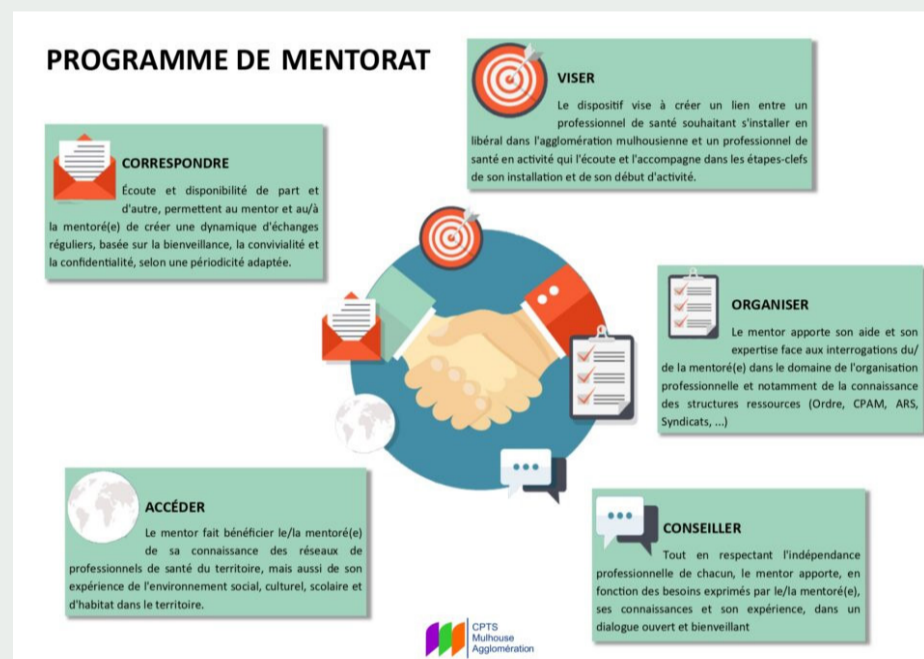 PROGRAMME DE MENTORAT
VISER
Le dispositif vise à créer un lien entre un
professionnel de santé souhaitant s'installer en
libéral dans l'agglomération mulhousienne et un professionnel de
santé en activité qui l'écoute et l'accompagne dans les étapes-clefs
de son installation et de son début d'activité.
CORRESPONDRE
Écoute et disponibilité de part et
d'autre, permettent au mentor et au/à
la mentoré(e) de créer une dynamique d'échanges
réguliers, basée sur la bienveillance, la convivialité et
la confidentialité, selon une périodicité adaptée.
ORGANISER
Le mentor apporte son aide et son
expertise face aux interrogations du/
de la mentoré(e) dans le domaine de l'organisation
professionnelle et notamment de la connaissance
des structures ressources (Ordre, CPAM, ARS,
Syndicats, ...)
ACCÉDER
Le mentor fait bénéficier le/la mentoré(e)
de sa connaissance des réseaux de
professionnels de santé du territoire, mais aussi de son
expérience de l'environnement social, culturel, scolaire et
d'habitat dans le territoire.
CONSEILLER
Tout en respectant l'indépendance
professionnelle de chacun, le mentor apporte, en
fonction des besoins exprimés par le/la mentoré(e),
ses connaissances et son expérience, dans un
dialogue ouvert et bienveillant
CPTS
Mulhouse
Agglomération